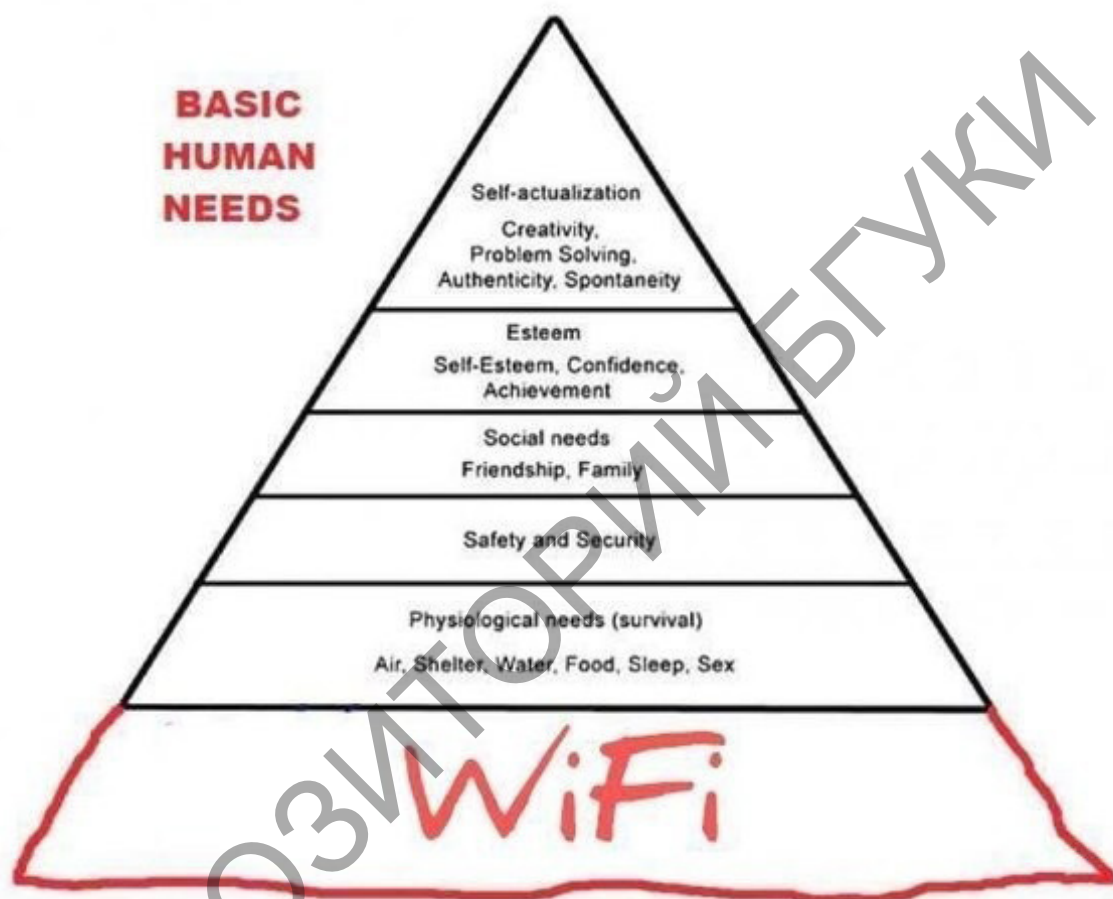 BASIC
HUMAN
NEEDS
Self-actualization
Creativity,
Problem Solving,
Authenticity, Spontaneity
Esteem
Self-Esteem, Confidence,
Achievement
Social needs
Friendship, Family
Safety and Security
Physiological needs (survival)
Air, Shelter, Water, Food, Sleep, Sex
WiFi
ОЗИТОРИЙ БГУКИ